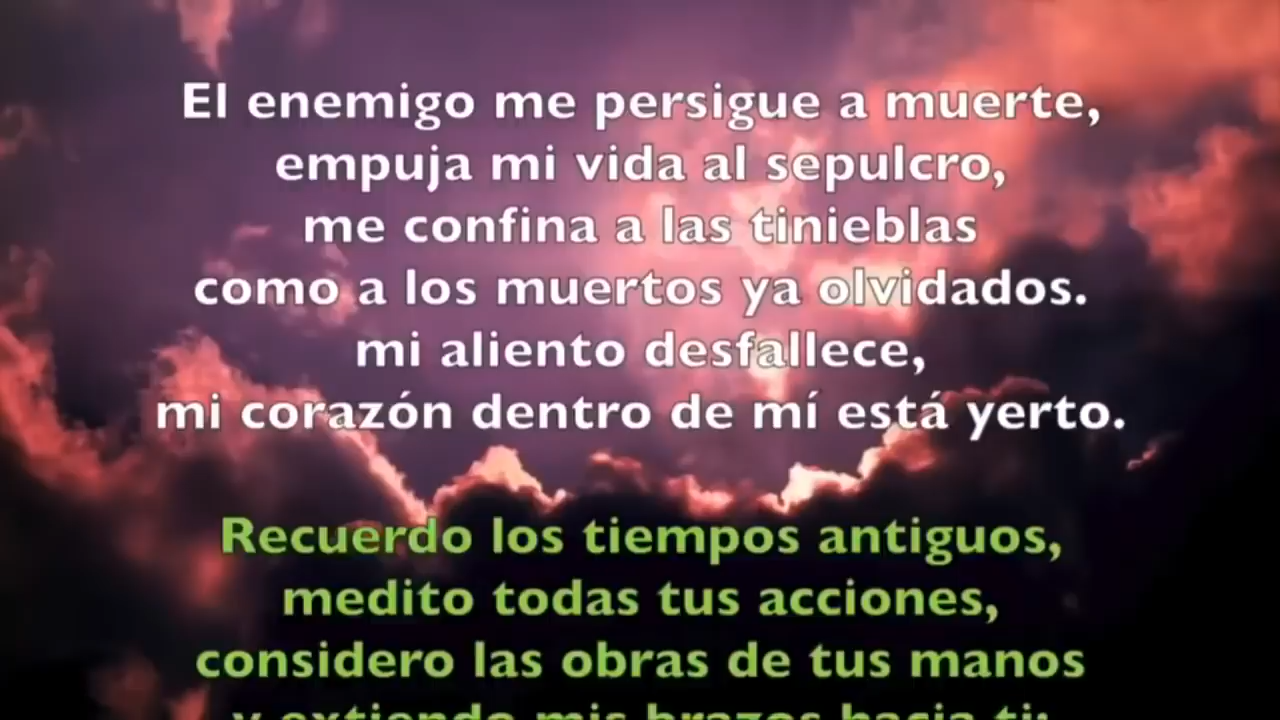 El enemigo me persigue a muerte,
empuja mi vida al sepulcro,
me confina a las tinieblas
como a los muertos ya olvidados.
mi aliento desfallece,
mi corazón dentro de mí está yerto.
Recuerdo los tiempos antiguos,
medito todas tus acciones,
considero las obras de tus manos
y extiendo mis brazos hacia ti: